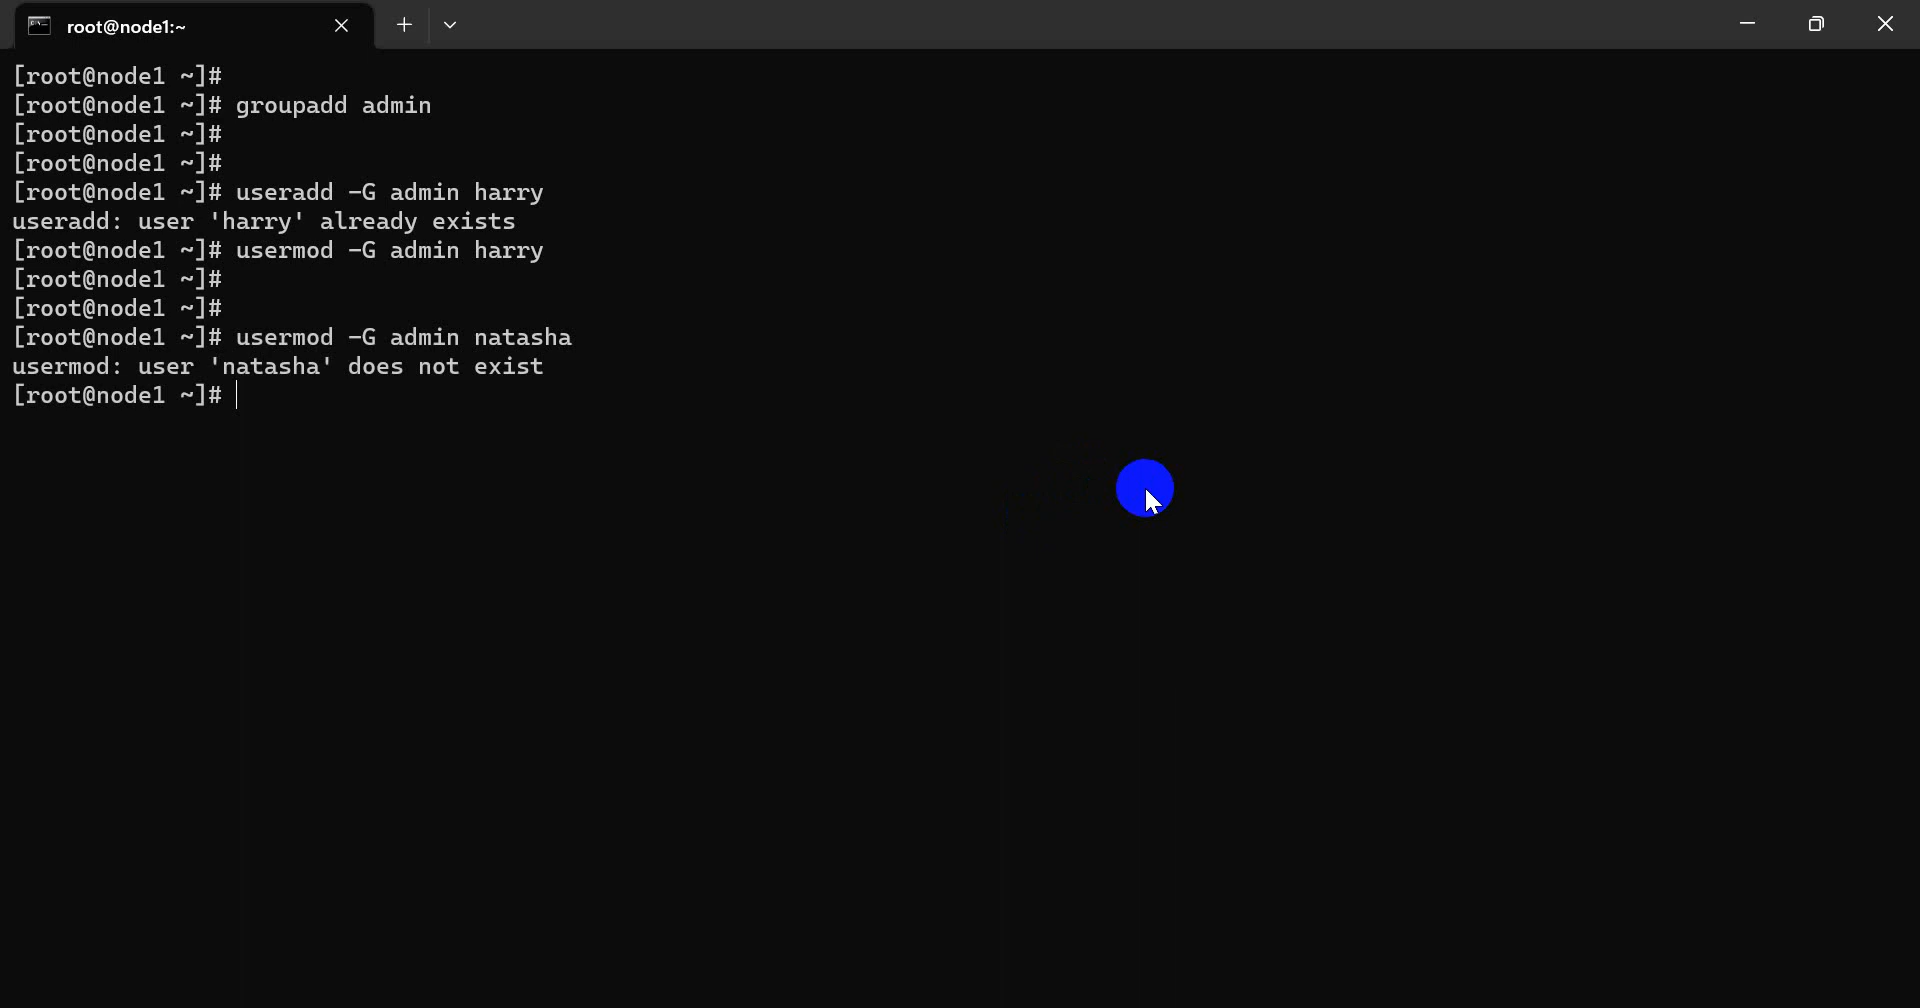 root@node1:~
[root@node1 ~]#
[root@node1 ~]# groupadd admin
[root@node1 ~]#
[root@node1 ~]#
[root@node1 ~]# useradd -G admin harry
useradd: user 'harry' already exists
[root@node1 ~]# usermod -G admin harry
[root@node1 ~]#
[root@node1 ~]#
[root@node1 ~]# usermod -G admin natasha
usermod: user 'natasha' does not exist
[root@node1 ~]#